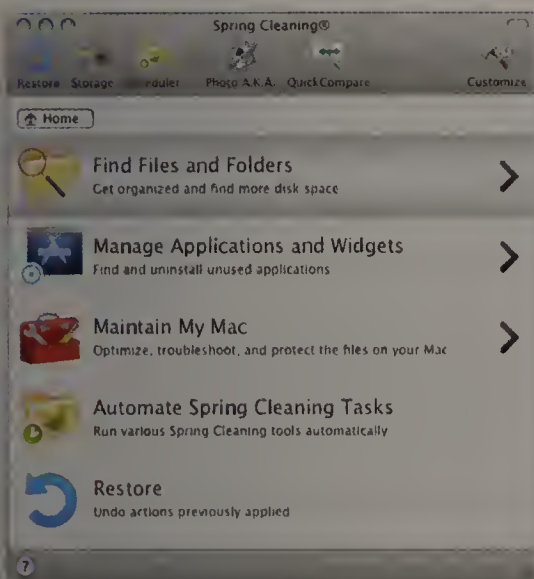 Spring Cleaning®
Restore Storage Scheduler Photo A.K.A. QuickCompare Customize
Home
Find Files and Folders
Get organized and find more disk space
Manage Applications and Widgets
Find and uninstall unused applications
Maintain My Mac
Optimize, troubleshoot, and protect the files on your Mac
Automate Spring Cleaning Tasks
Run various Spring Cleaning tools automatically
Restore
Undo actions previously applied
?